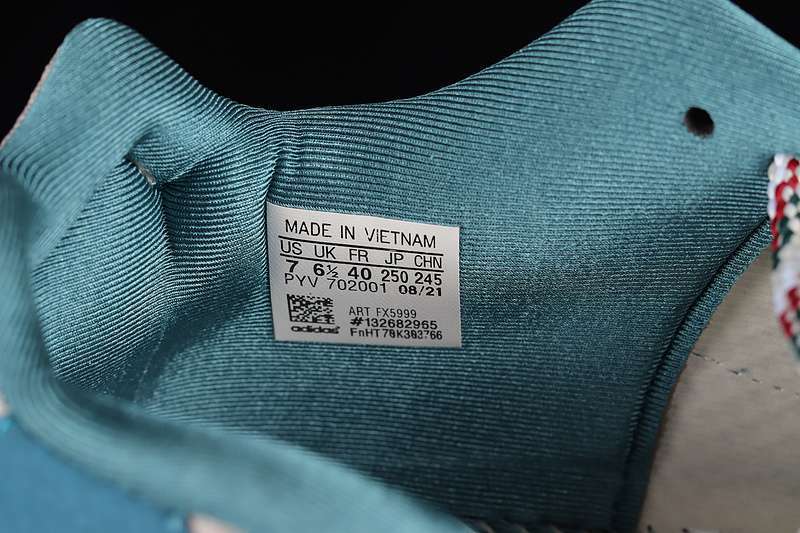 MADE IN VIETNAM
US UK FR JP CHN
7 6½ 40 250 245
PYV 702001 08/21
ART FX5999
#132682965
adidas FnHT78K303766